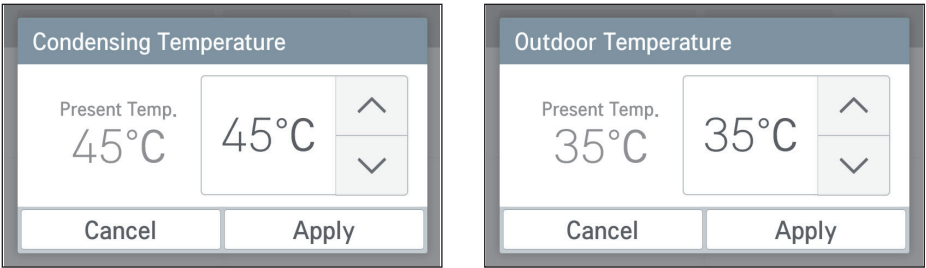 Condensing Temperature
Present Temp.
45°C
45°C
Cancel
Apply
Outdoor Temperature
Present Temp.
35°C
35°C
Cancel
Apply